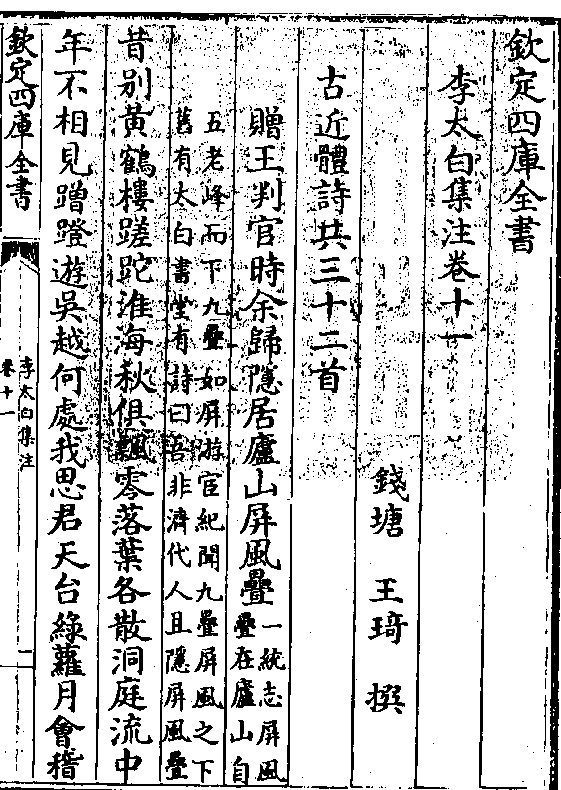 欽定四庫全書
李太白集注卷十一
錢塘 王琦 撰
古近體詩共三十二首
贈王判官時余歸隱居廬山屏風疊
一統志屏風
疊在廬山自
五老峰而下九疊如屏游宦紀聞九疊屏風之下
舊有太白書堂有詩曰吾非濟代人且隱屏風疊
昔別黃鶴樓蹉跎淮海秋俱飄零落葉各散洞庭流中
年不相見蹭蹬遊吳越何處我思君天台綠蘿月會稽
欽定四庫全書
李太白集注
卷十一
一